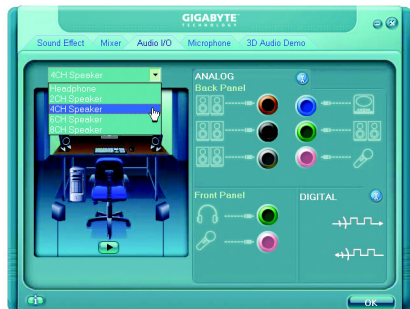 GIGABYTE
TECHNOLOGY
Sound Effect Mixer Audio I/O Microphone 3D Audio Demo
4CH Speaker
Headphone
2CH Speaker
4CH Speaker
6CH Speaker
8CH Speaker
ANALOG
Back Panel
Front Panel
DIGITAL
OK